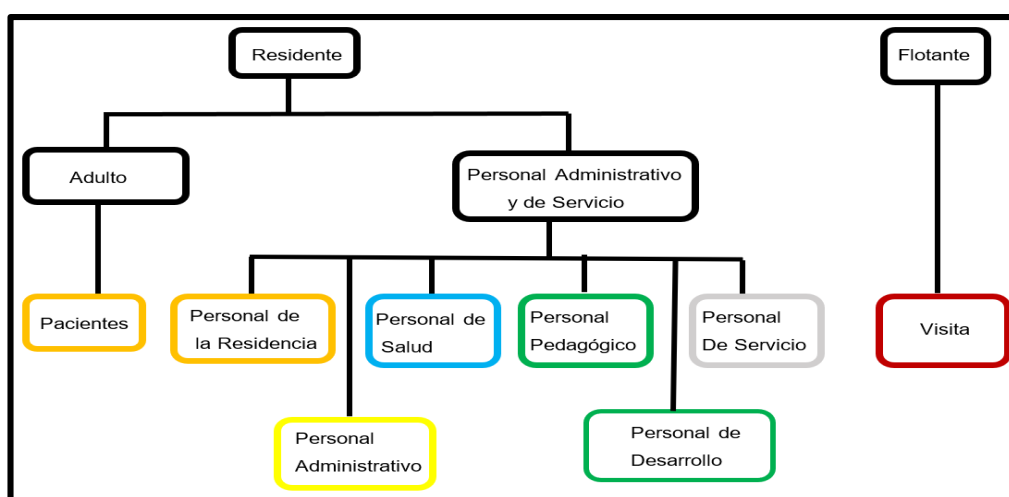 Residente
Flotante
Adulto
Personal Administrativo
y de Servicio
Pacientes
Personal de
la Residencia
Personal de
Salud
Personal
Pedagógico
Personal
De Servicio
Visita
Personal
Administrativo
Personal de
Desarrollo